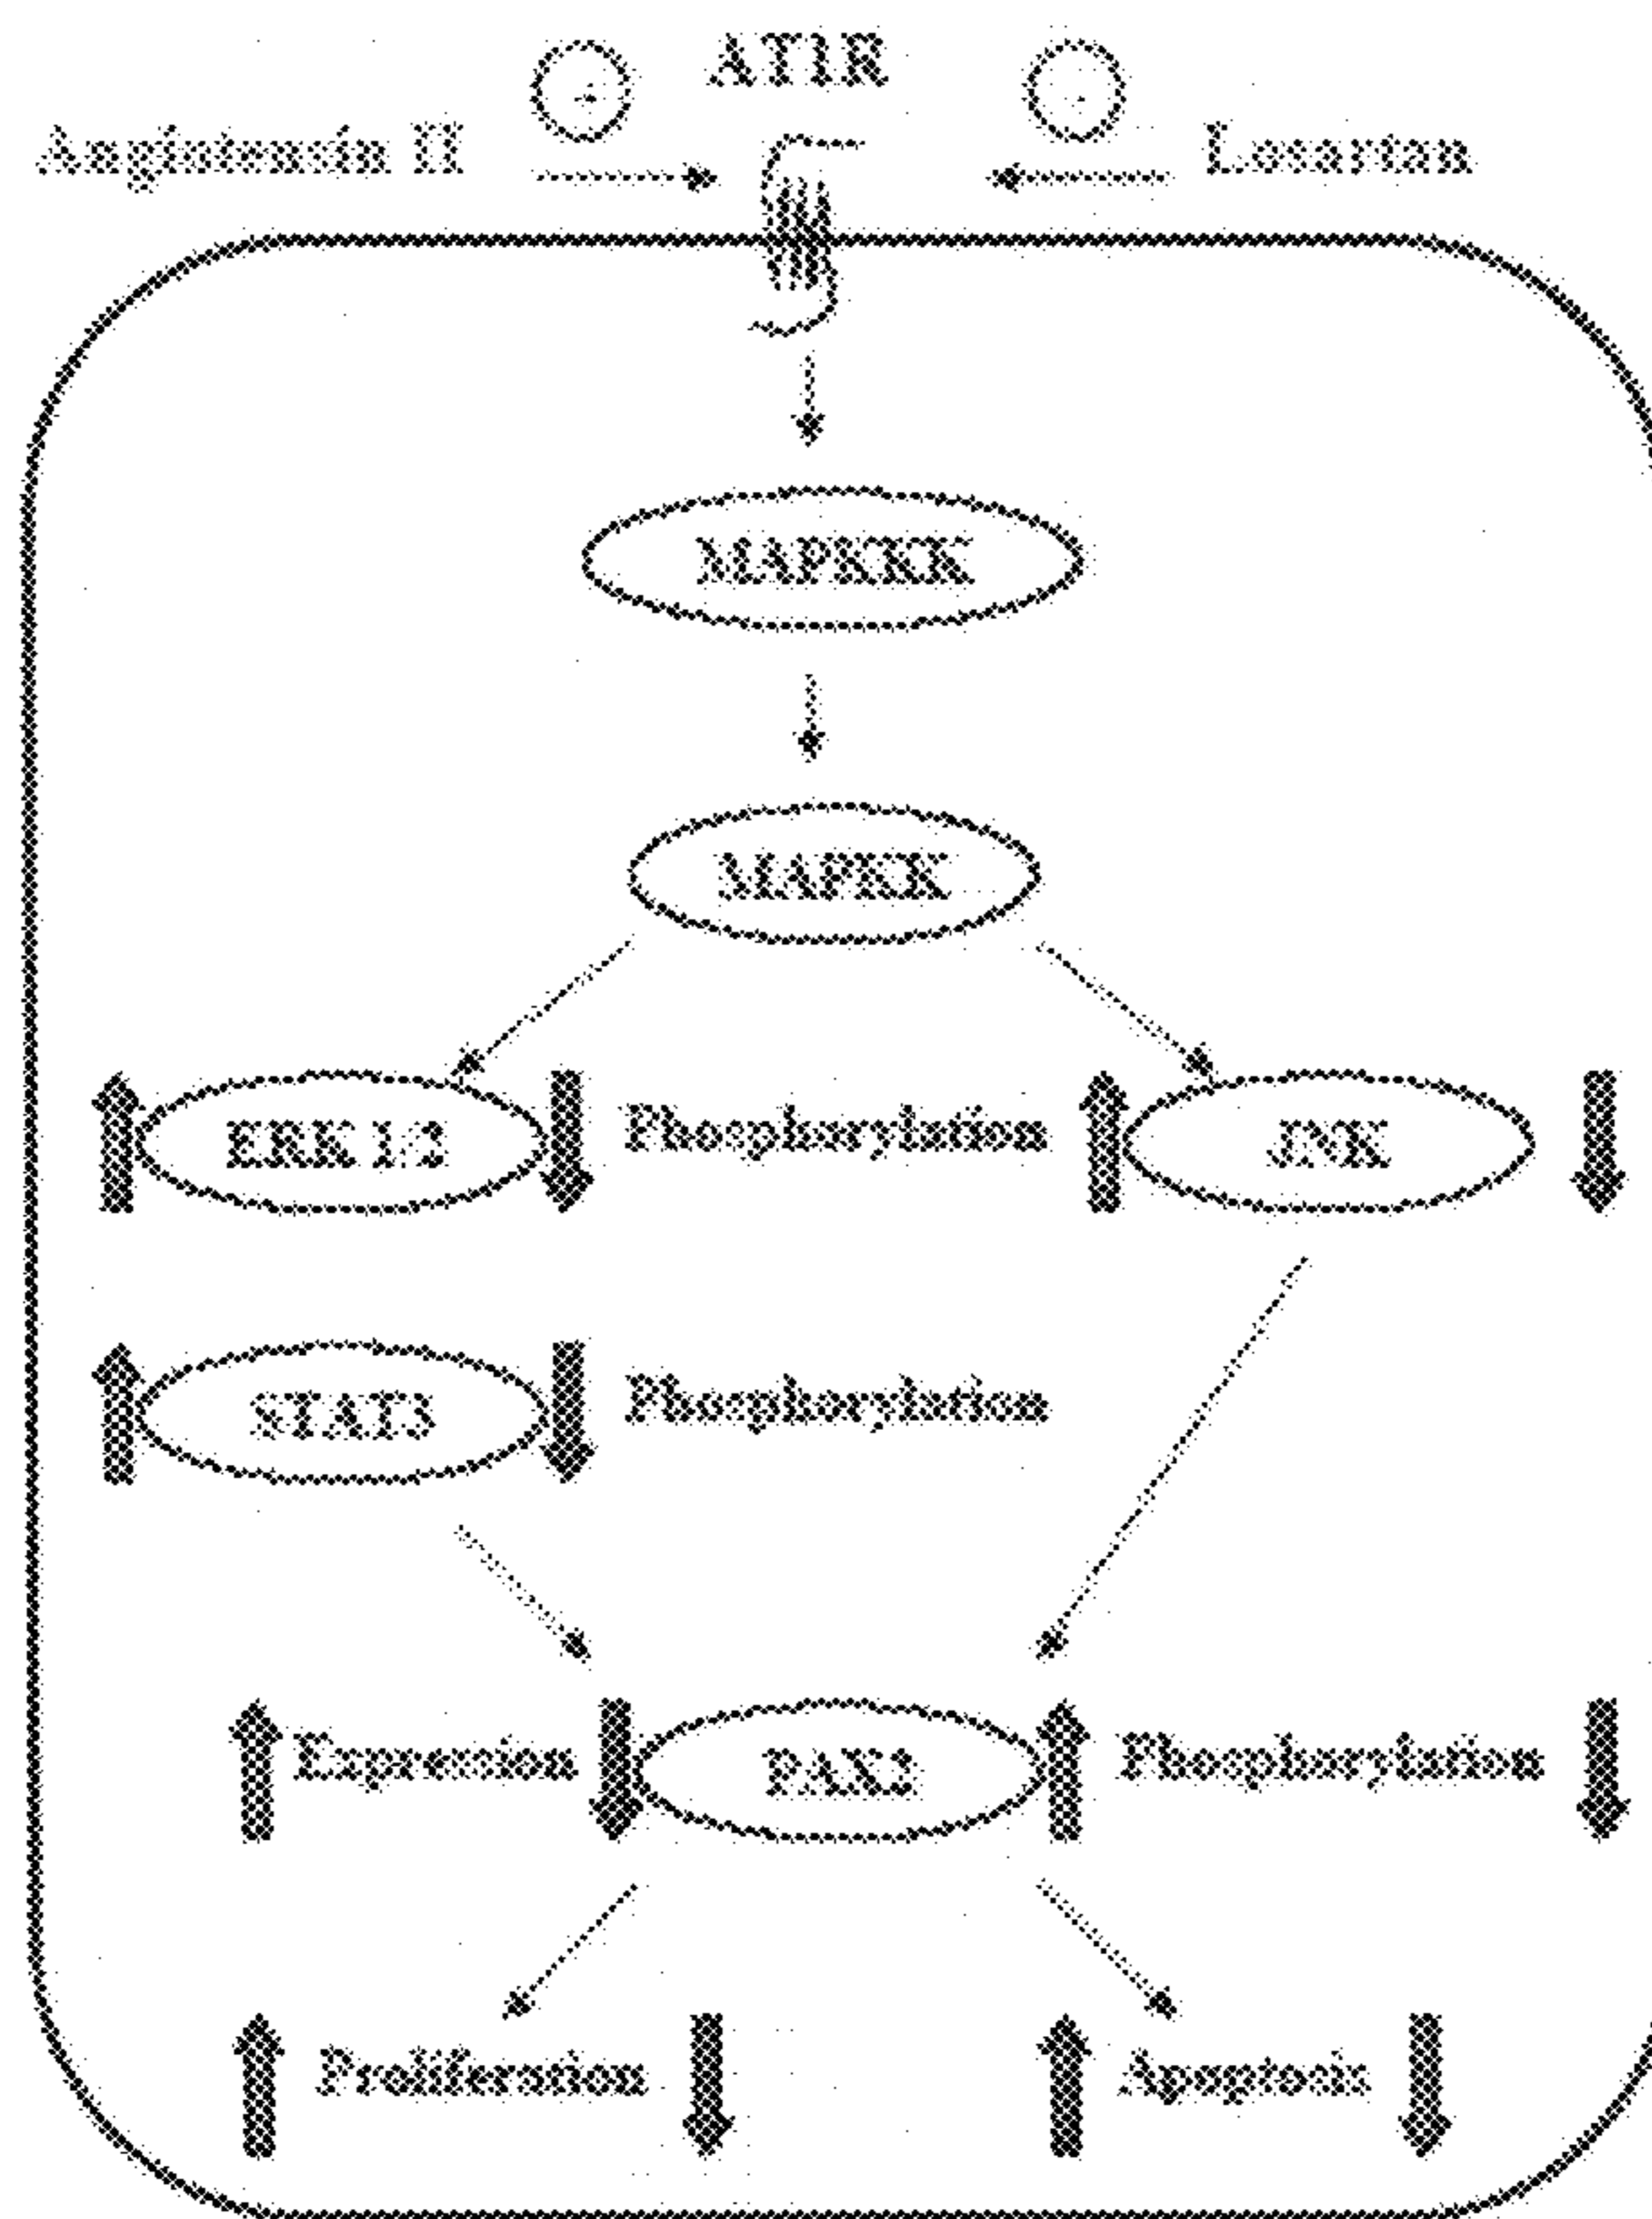 AT1R
Angiotensin II
Losartan
MAPKKK
MAPKK
ERK 1/2
Phosphorylation
JNK
STAT3
Phosphorylation
Expression
PAX2
Phosphorylation
Proliferation
Apoptosis